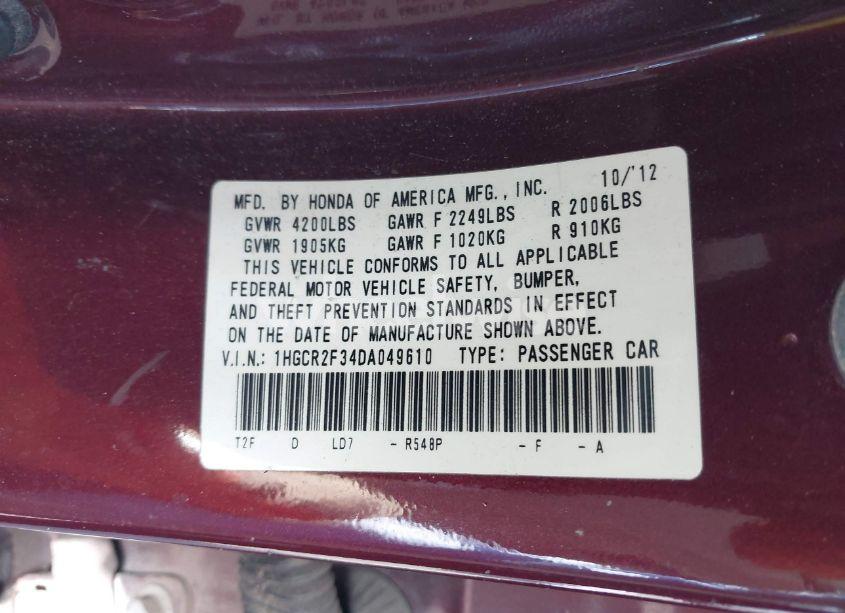 MFD. BY HONDA OF AMERICA MFG., INC. 10/'12
GVWR 4200LBS GAWR F 2249LBS R 2006LBS
GVWR 1905KG GAWR F 1020KG R 910KG
THIS VEHICLE CONFORMS TO ALL APPLICABLE
FEDERAL MOTOR VEHICLE SAFETY, BUMPER,
AND THEFT PREVENTION STANDARDS IN EFFECT
ON THE DATE OF MANUFACTURE SHOWN ABOVE.
V.I.N.: 1HGCR2F34DA049610 TYPE: PASSENGER CAR
T2F D LD7 - R548P - F - A